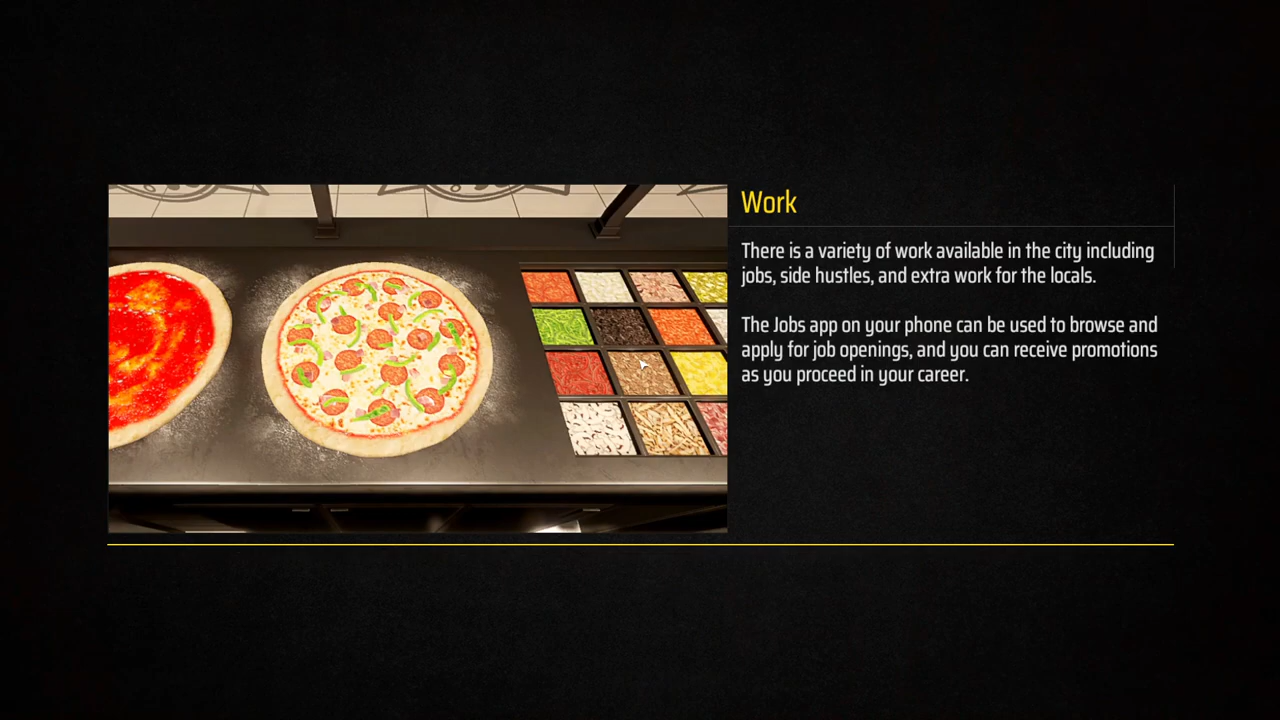 Work
There is a variety of work available in the city including
jobs, side hustles, and extra work for the locals.
The Jobs app on your phone can be used to browse and
apply for job openings, and you can receive promotions
as you proceed in your career.